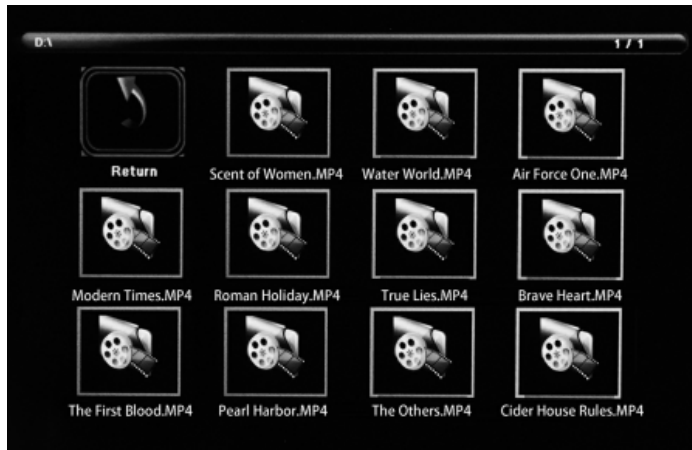 D:\ 1 / 1
Return Scent of Women.MP4 Water World.MP4 Air Force One.MP4
Modern Times.MP4 Roman Holiday.MP4 True Lies.MP4 Brave Heart.MP4
The First Blood.MP4 Pearl Harbor.MP4 The Others.MP4 Cider House Rules.MP4